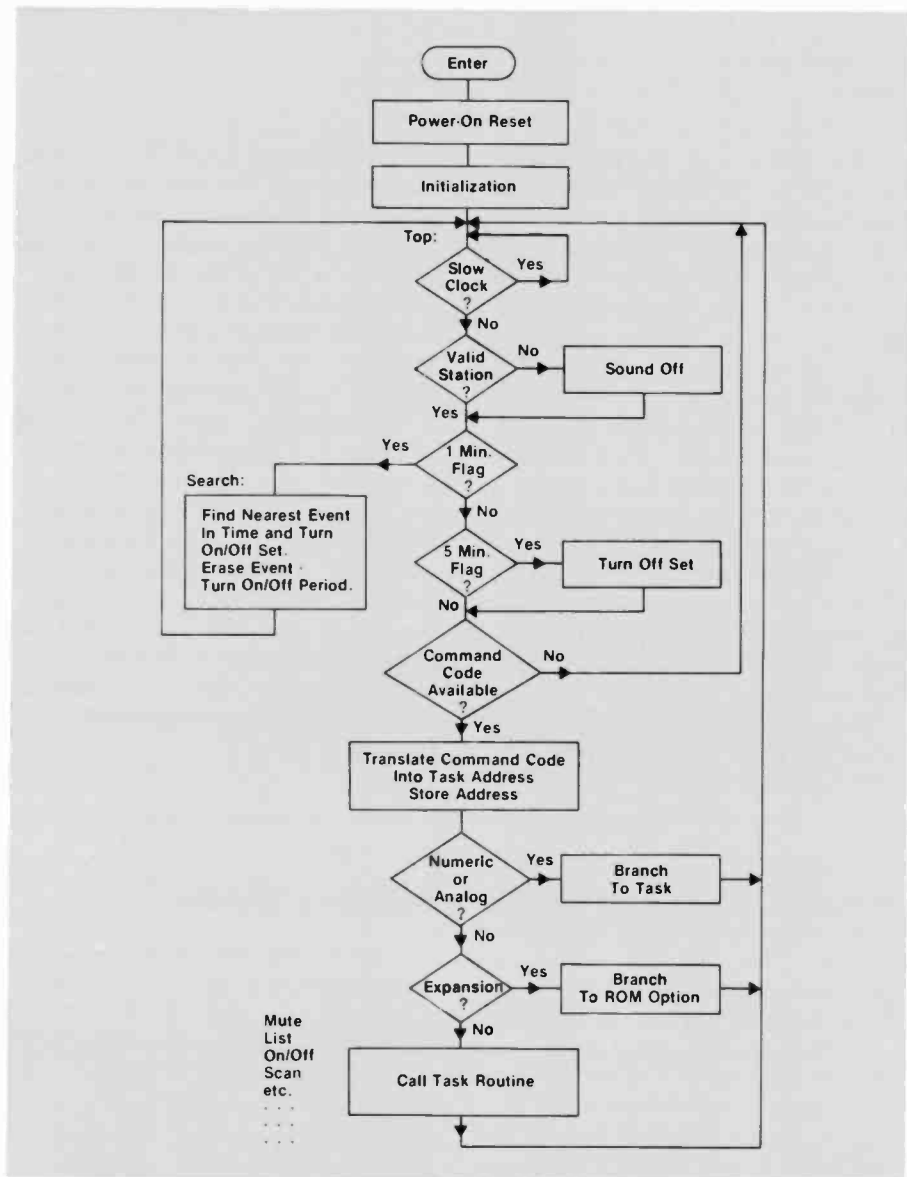 Enter
Power-On Reset
Initialization
Top:
Slow
Clock
?
Yes
No
Valid
Station
?
No
Sound Off
Yes
1 Min.
Flag
?
Yes
Search:
Find Nearest Event
In Time and Turn
On/Off Set.
Erase Event
Turn On/Off Period.
No
5 Min.
Flag
?
Yes
Turn Off Set
No
Command
Code
Available
?
No
Yes
Translate Command Code
Into Task Address
Store Address
Numeric
or
Analog
?
Yes
Branch
To Task
No
Expansion
?
Yes
Branch
To ROM Option
No
Mute
List
On/Off
Scan
etc.
. . .
. . .
Call Task Routine